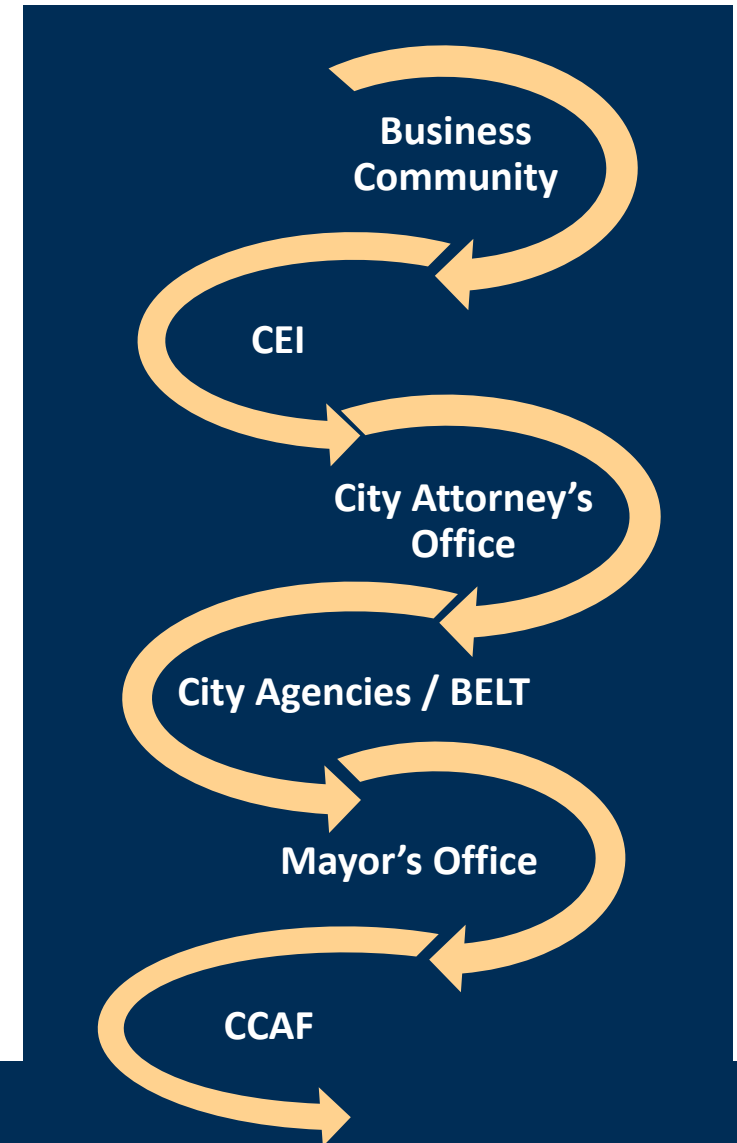 Business
Community
CEI
City Attorney’s
Office
City Agencies / BELT
Mayor’s Office
CCAF